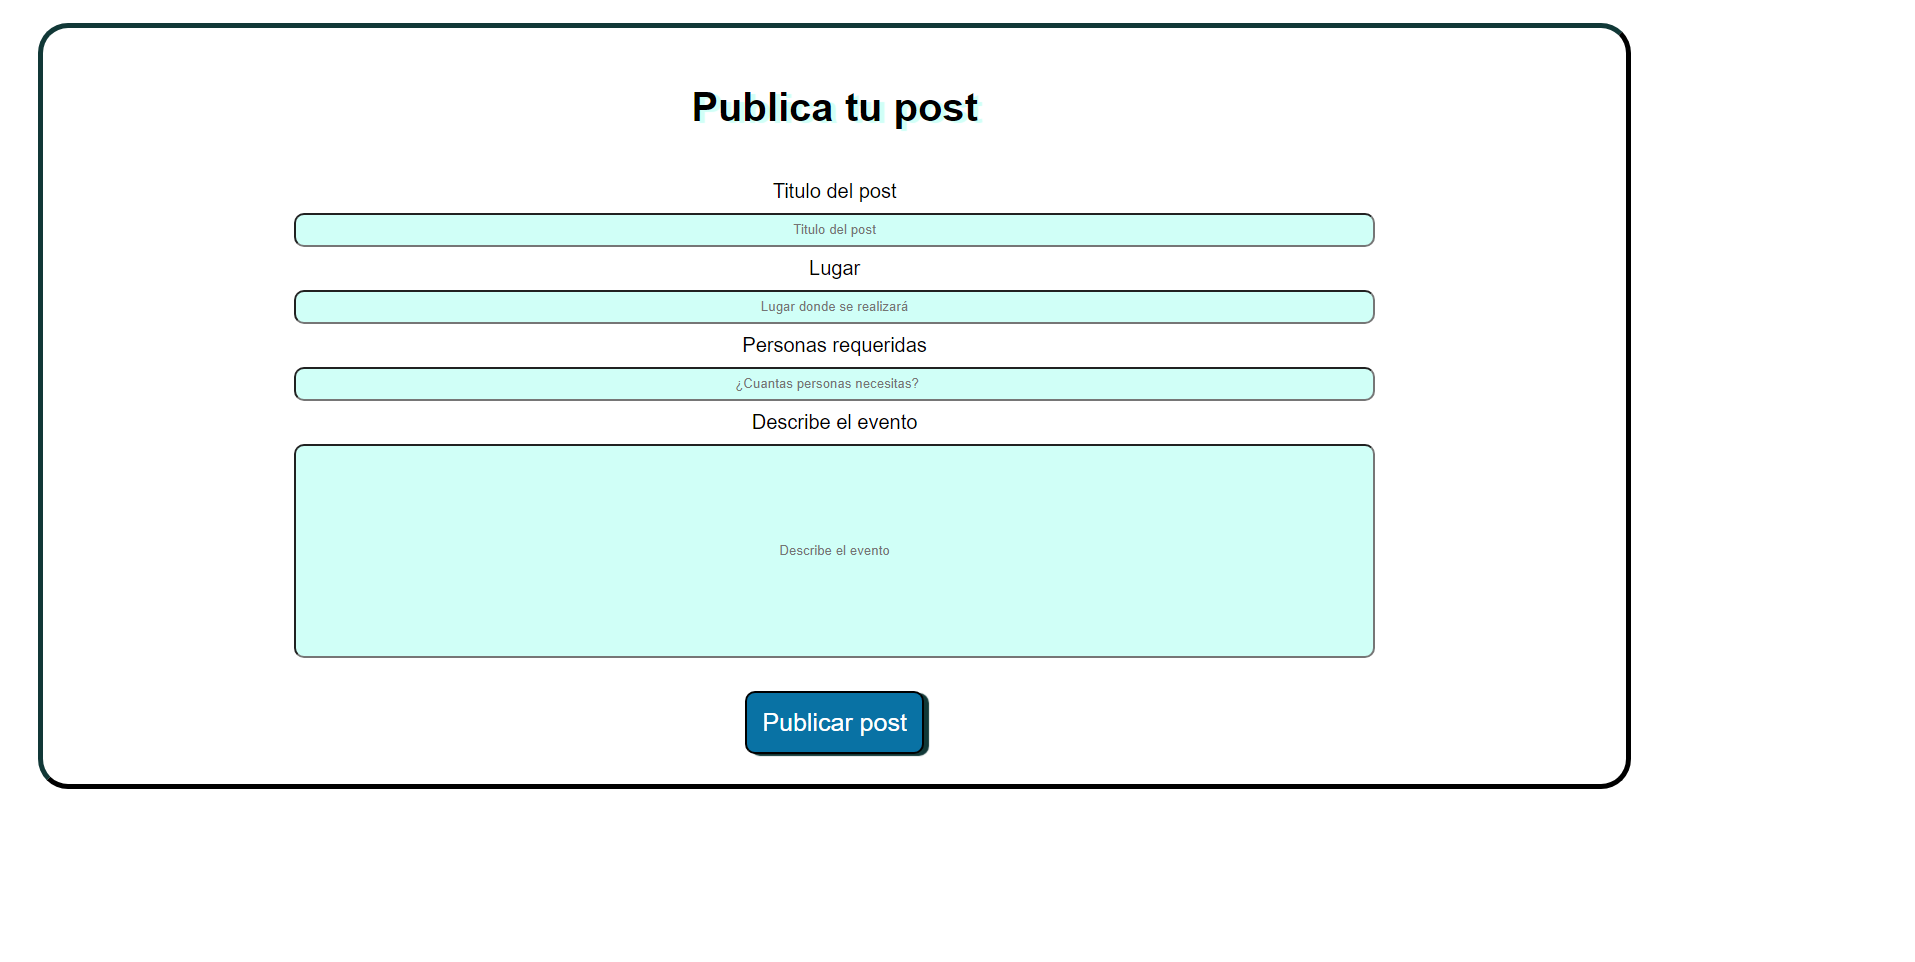 Publica tu post
Titulo del post
Titulo del post
Lugar
Lugar donde se realizará
Personas requeridas
¿Cuantas personas necesitas?
Describe el evento
Describe el evento
Publicar post